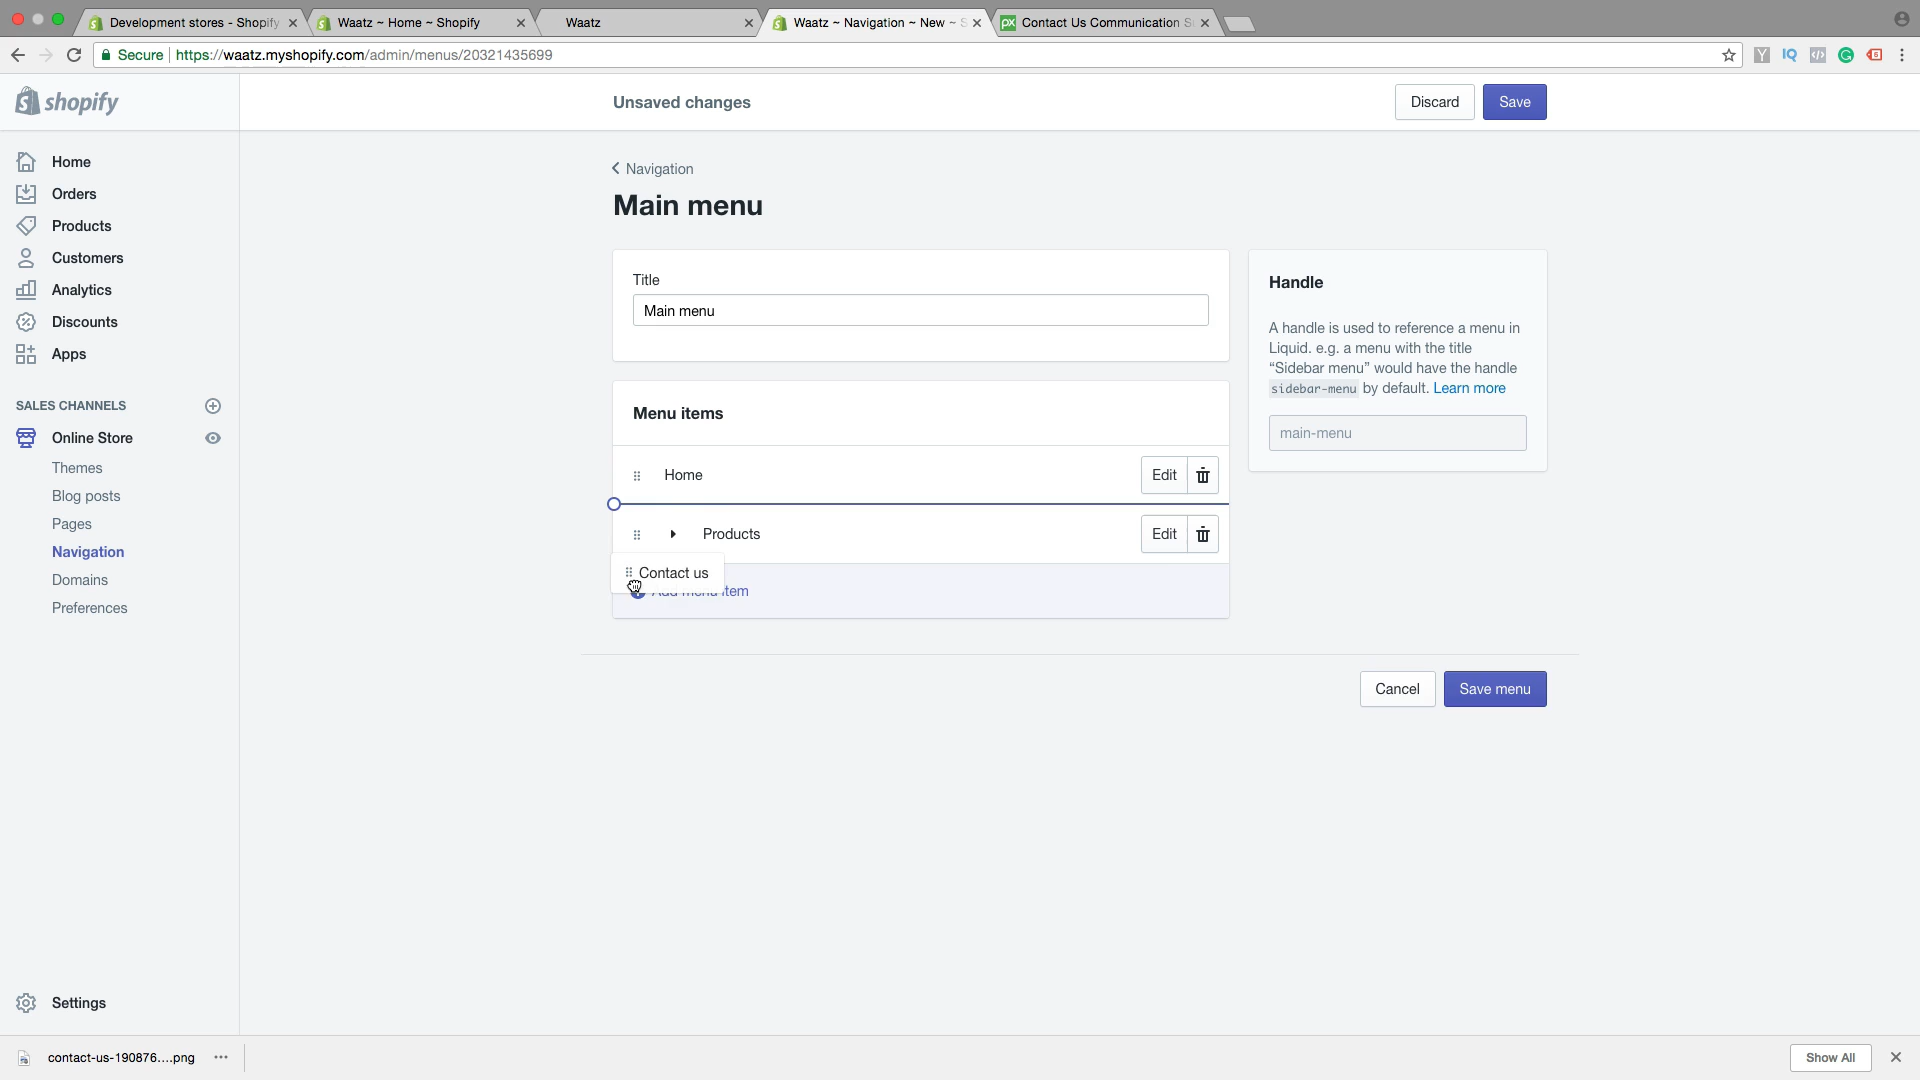 Development stores - Shopify
Waatz ~ Home ~ Shopify
Waatz
Waatz ~ Navigation ~ New ~ S
Contact Us Communication S
Secure
https://waatz.myshopify.com/admin/menus/20321435699
shopify
Unsaved changes
Discard
Save
Home
Orders
Products
Customers
Analytics
Discounts
Apps
SALES CHANNELS
Online Store
Themes
Blog posts
Pages
Navigation
Domains
Preferences
Settings
Navigation
Main menu
Title
Main menu
Menu items
Home
Edit
Products
Edit
Contact us
Add menu item
Handle
A handle is used to reference a menu in
Liquid. e.g. a menu with the title
“Sidebar menu” would have the handle
sidebar-menu by default. Learn more
main-menu
Cancel
Save menu
contact-us-190876....png
Show All